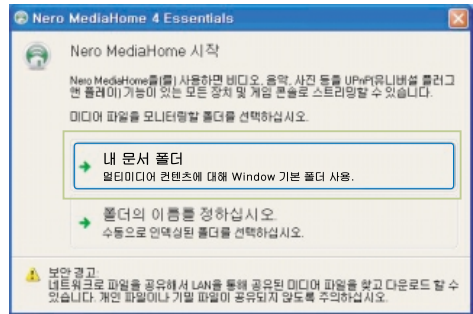 Nero MediaHome 4 Essentials
Nero MediaHome 시작
Nero MediaHome을(를) 사용하면 비디오, 음악, 사진 등을 UPnP(유니버설 플러그
앤 플레이) 기능이 있는 모든 장치 및 게임 콘솔로 스트리밍할 수 있습니다.
미디어 파일을 모니터링할 폴더를 선택하십시오.
내 문서 폴더
멀티미디어 컨텐츠에 대해 Window 기본 폴더 사용.
폴더의 이름를 정하십시오.
수동으로 인덱싱된 폴더를 선택하십시오.
보안 경고:
네트워크로 파일을 공유해서 LAN을 통해 공유된 미디어 파일을 찾고 다운로드 할 수
있습니다. 개인 파일이나 기밀 파일이 공유되지 않도록 주의하십시오.